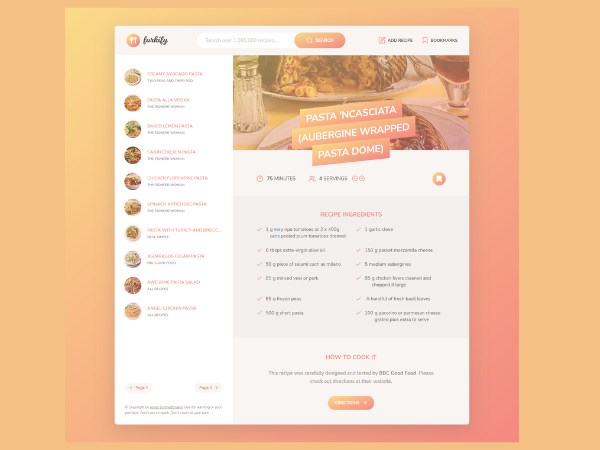 forkify
Search over 1,000,000 recipes...
SEARCH
ADD RECIPE
BOOKMARKS
CREAMY AVOCADO PASTA
TWO PEAS AND THEIR POD
PASTA ALLA VODKA
THE PIONEER WOMAN
BAKED LEMON PASTA
THE PIONEER WOMAN
CAJUN CHICKEN PASTA
THE PIONEER WOMAN
CHICKEN FLORENTINE PASTA
THE PIONEER WOMAN
SPINACH ARTICHOKE PASTA
THE PIONEER WOMAN
PASTA WITH TURKEY AND BROCC...
REAL SIMPLE
ASPARAGUS CREAM PASTA
BBC GOOD FOOD
AWESOME PASTA SALAD
ALL RECIPES
ANGEL CHICKEN PASTA
ALL RECIPES
Page 1
Page 3
© Copyright by
Use for learning or your
portfolio. Don't use to teach. Don't claim as your own.
PASTA 'NCASCIATA
(AUBERGINE WRAPPED
PASTA DOME)
75 MINUTES
4 SERVINGS
RECIPE INGREDIENTS
very ripe tomatoes or 2 x 400g
cans peeled plum tomatoes drained
1 garlic clove
6 tbsps extra-virgin olive oil
150 g packet mozzarella cheese
50 g piece of salami such as milano
5 medium aubergines
85 g minced veal or pork
85 g chicken livers cleaned and
chopped if large
85 g frozen peas
A handful of fresh basil leaves
500 g short pasta
100 g pecorino or parmesan cheese
grated plus extra to serve
HOW TO COOK IT
This recipe was carefully designed and tested by BBC Good Food. Please
check out directions at their website.
DIRECTIONS →